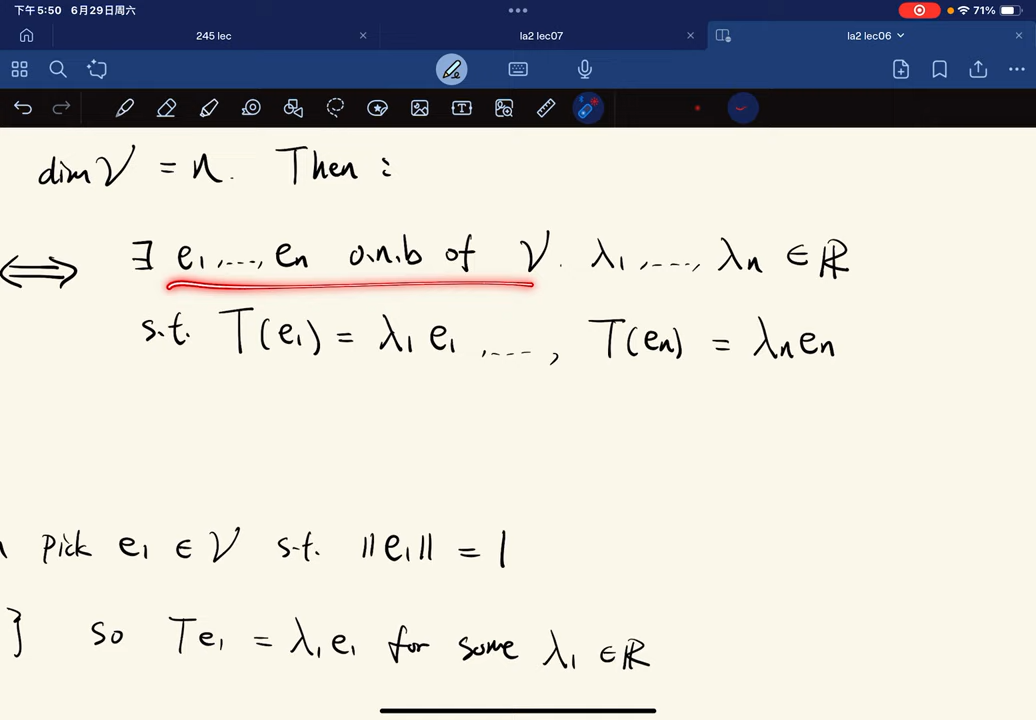 下午5:50 6月29日周六
71%
245 lec
la2 lec07
la2 lec06
dim V = n. Then :
⟺ ∃ e₁,...., eₙ o.n.b of V. λ₁,...., λₙ ∈ ℝ
s.t. T(e₁) = λ₁ e₁ ,...., T(eₙ) = λₙeₙ
pick e₁ ∈ V s.t. ||e₁|| = 1
} so Te₁ = λ₁e₁ for some λ₁ ∈ ℝ